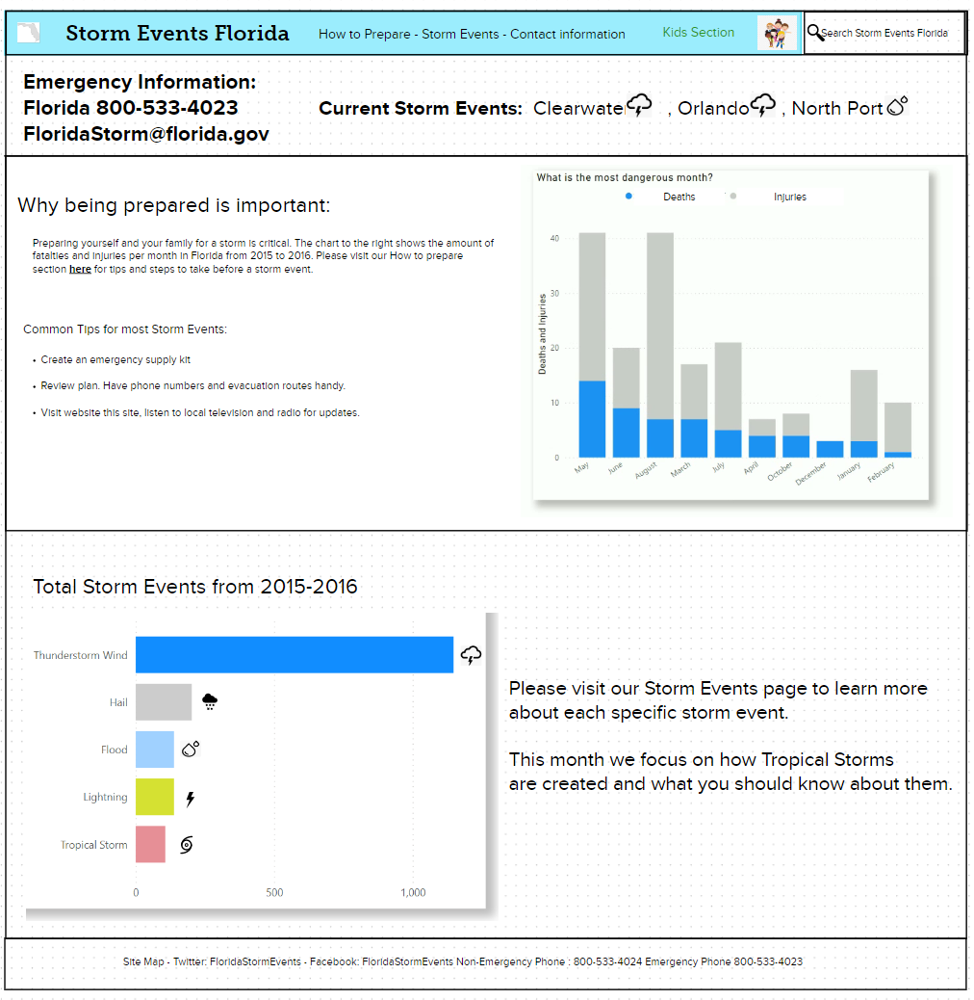 Storm Events Florida
How to Prepare - Storm Events - Contact information
Kids Section
Search Storm Events Florida
Emergency Information:
Florida 800-533-4023
FloridaStorm@florida.gov
Current Storm Events: Clearwater , Orlando , North Port
Why being prepared is important:
Preparing yourself and your family for a storm is critical. The chart to the right shows the amount of
fatalties and injuries per month in Florida from 2015 to 2016. Please visit our How to prepare
section here for tips and steps to take before a storm event.
Common Tips for most Storm Events:
• Create an emergency supply kit
• Review plan. Have phone numbers and evacuation routes handy.
• Visit website this site, listen to local television and radio for updates.
What is the most dangerous month?
Deaths Injuries
Deaths and Injuries
40
30
20
10
0
May June August March July April October December January February
Total Storm Events from 2015-2016
Thunderstorm Wind
Hail
Flood
Lightning
Tropical Storm
0 500 1,000
Please visit our Storm Events page to learn more
about each specific storm event.
This month we focus on how Tropical Storms
are created and what you should know about them.
Site Map - Twitter: FloridaStormEvents - Facebook: FloridaStormEvents Non-Emergency Phone : 800-533-4024 Emergency Phone 800-533-4023